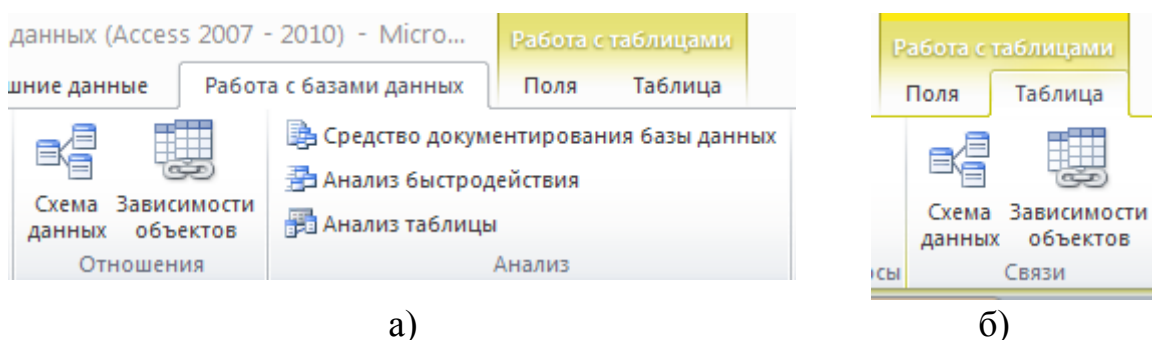 данных (Access 2007 - 2010) - Micro...
Работа с таблицами
шние данные
Работа с базами данных
Поля
Таблица
Схема данных
Зависимости объектов
Средство документирования базы данных
Анализ быстродействия
Анализ таблицы
Отношения
Анализ
а)
Работа с таблицами
Поля
Таблица
Схема данных
Зависимости объектов
сы
Связи
б)